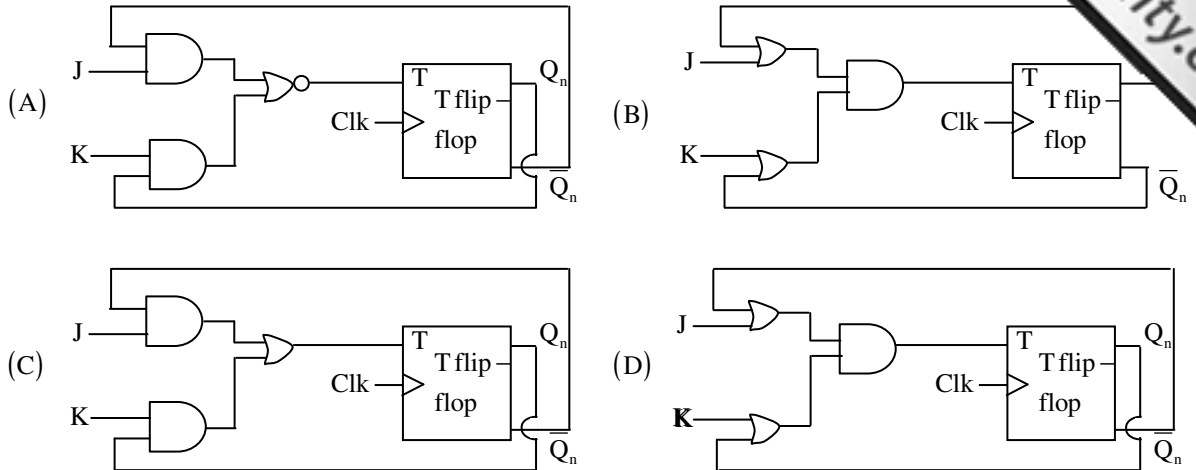 (A)
J
K
T
T flip
flop
Clk
Qₙ
Q̅ₙ
(B)
J
K
T
T flip
flop
Clk
Q̅ₙ
(C)
J
K
T
T flip
flop
Clk
Qₙ
Q̅ₙ
(D)
J
K
T
T flip
flop
Clk
Qₙ
Q̅ₙ